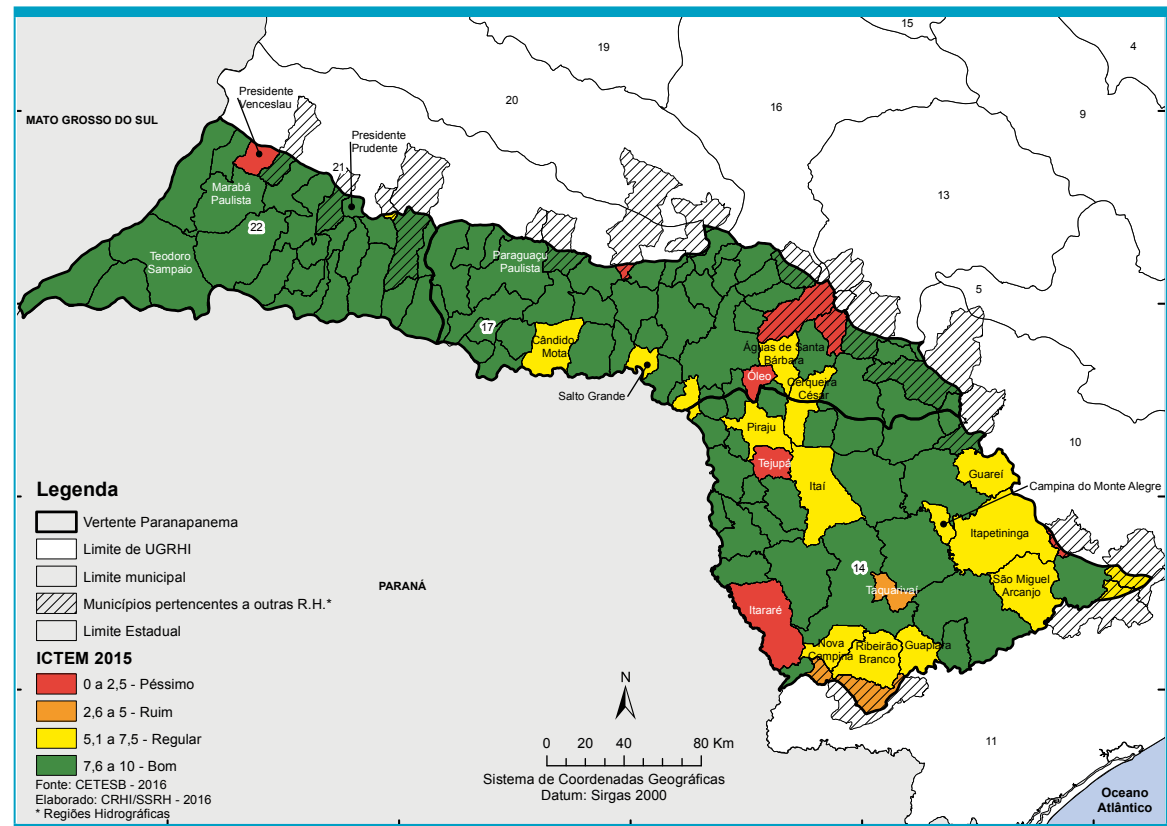 15
19
4
Presidente
Venceslau
20
16
9
MATO GROSSO DO SUL
Presidente
Prudente
21
13
Marabá
Paulista
22
Teodoro
Sampaio
Paraguaçu
Paulista
5
17
Cândido
Mota
Águas de Santa
Bárbara
Óleo
Cerqueira
César
Salto Grande
Piraju
10
Tejupá
Guareí
Itaí
Campina do Monte Alegre
Itapetininga
14
São Miguel
Arcanjo
Taquarivaí
PARANÁ
Itararé
Nova
Campina
Ribeirão
Branco
Guapiara
11
Legenda
Vertente Paranapanema
Limite de UGRHI
Limite municipal
Municípios pertencentes a outras R.H.*
Limite Estadual
ICTEM 2015
0 a 2,5 - Péssimo
2,6 a 5 - Ruim
5,1 a 7,5 - Regular
7,6 a 10 - Bom
Fonte: CETESB - 2016
Elaborado: CRHI/SSRH - 2016
* Regiões Hidrográficas
N
0 20 40 80 Km
Sistema de Coordenadas Geográficas
Datum: Sirgas 2000
Oceano
Atlântico